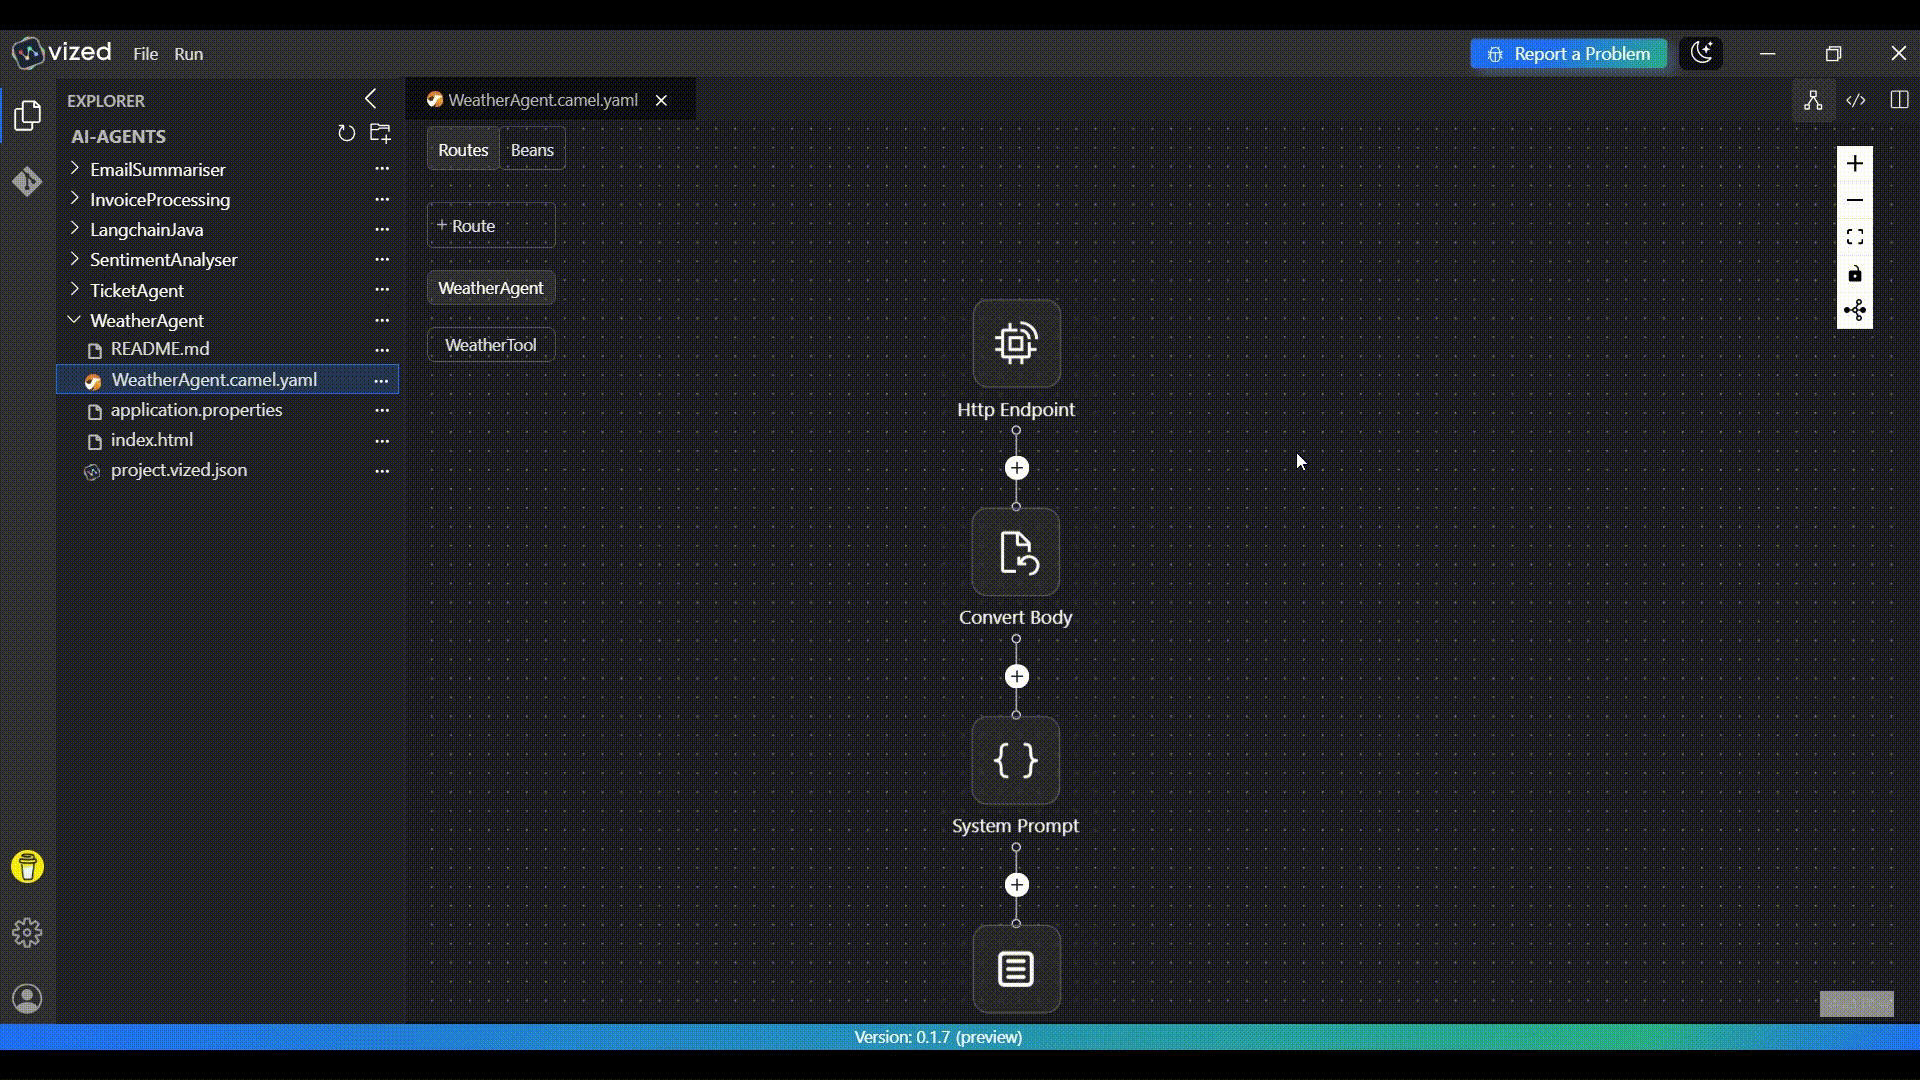 vized File Run Report a Problem
EXPLORER
AI-AGENTS
EmailSummariser
InvoiceProcessing
LangchainJava
SentimentAnalyser
TicketAgent
WeatherAgent
README.md
WeatherAgent.camel.yaml
application.properties
index.html
project.vized.json
WeatherAgent.camel.yaml
Routes Beans
+ Route
WeatherAgent
WeatherTool
Http Endpoint
Convert Body
System Prompt
Version: 0.1.7 (preview)